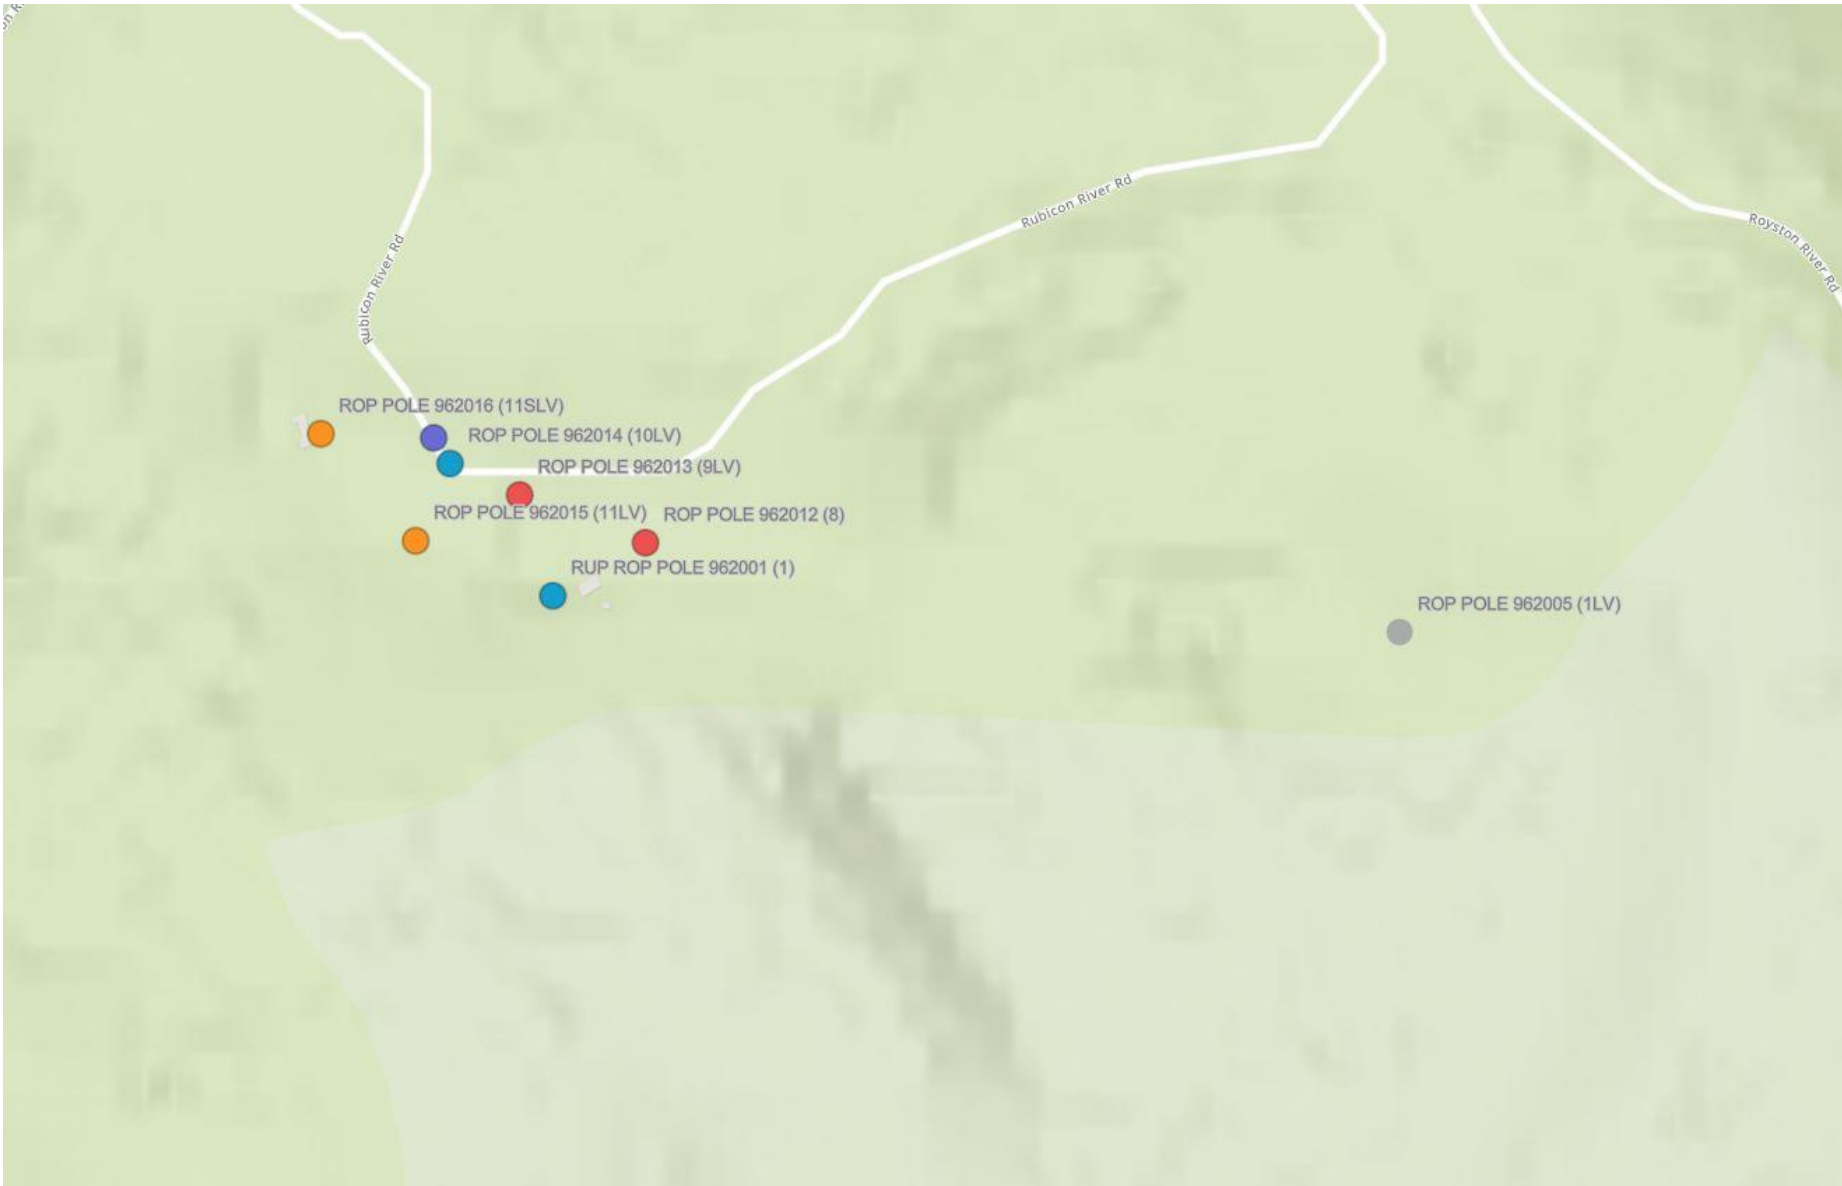 Rubicon River Rd
Royston River Rd
Rubicon River Rd
ROP POLE 962016 (11SLV)
ROP POLE 962014 (10LV)
ROP POLE 962013 (9LV)
ROP POLE 962015 (11LV)
ROP POLE 962012 (8)
RUP ROP POLE 962001 (1)
ROP POLE 962005 (1LV)